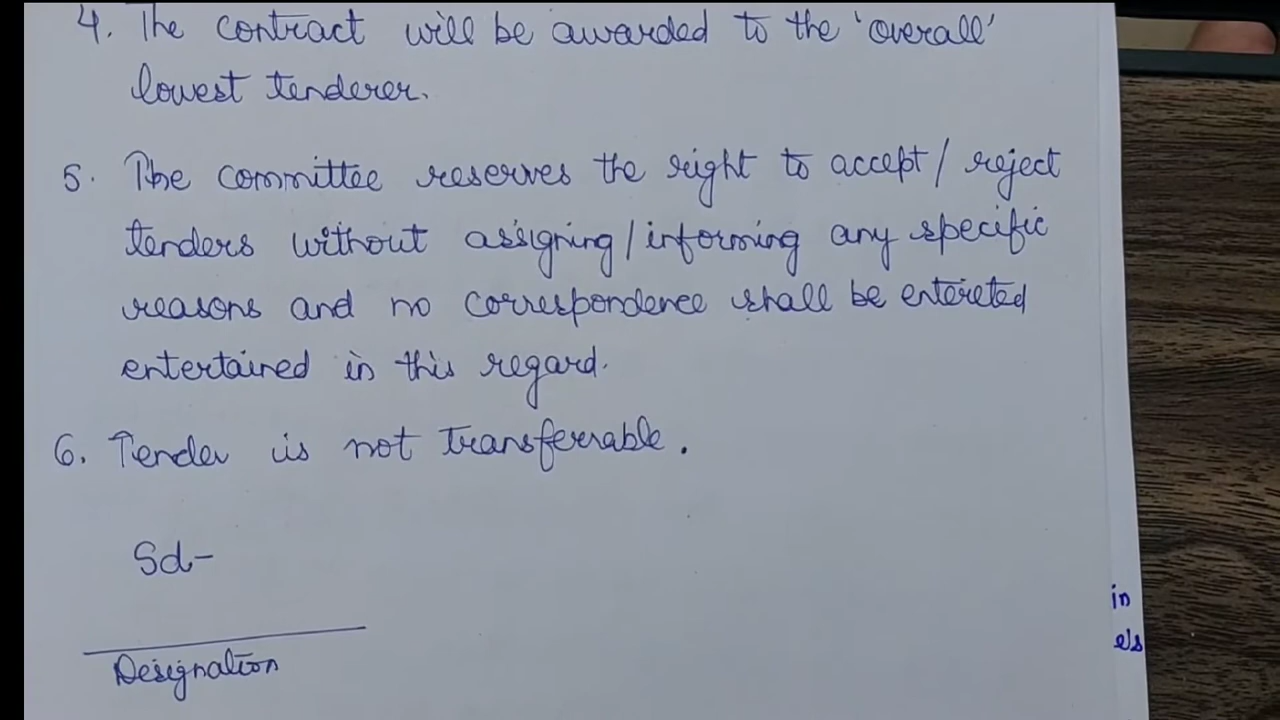 4. The contract will be awarded to the 'overall'
lowest tenderer.
5. The committee reserves the right to accept/reject
tenders without assigning/informing any specific
reasons and no correspondence shall be entereted
entertained in this regard.
6. Tender is not transferrable.
Sd-
Designation
in
els